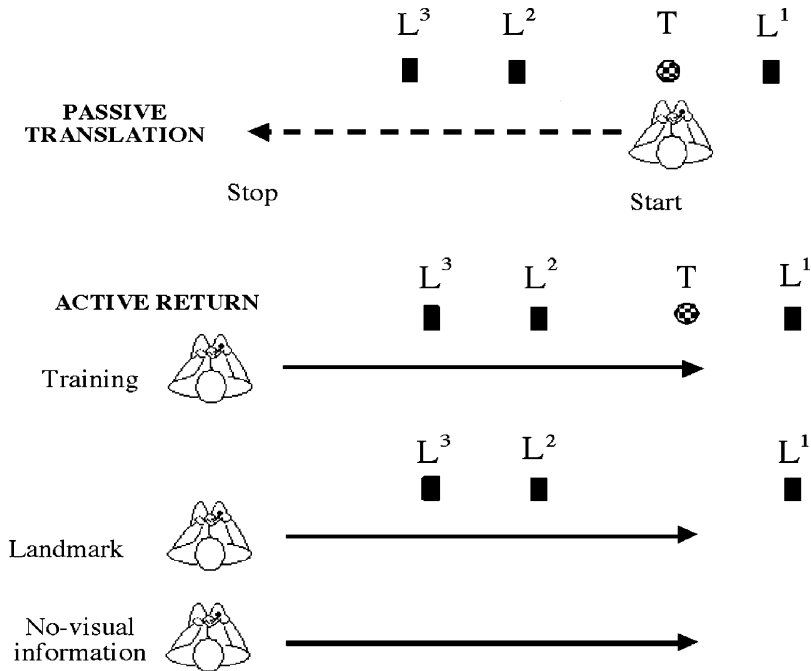 L³ L² T L¹
PASSIVE
TRANSLATION
Stop Start
L³ L² T L¹
ACTIVE RETURN
Training
L³ L² L¹
Landmark
No-visual
information